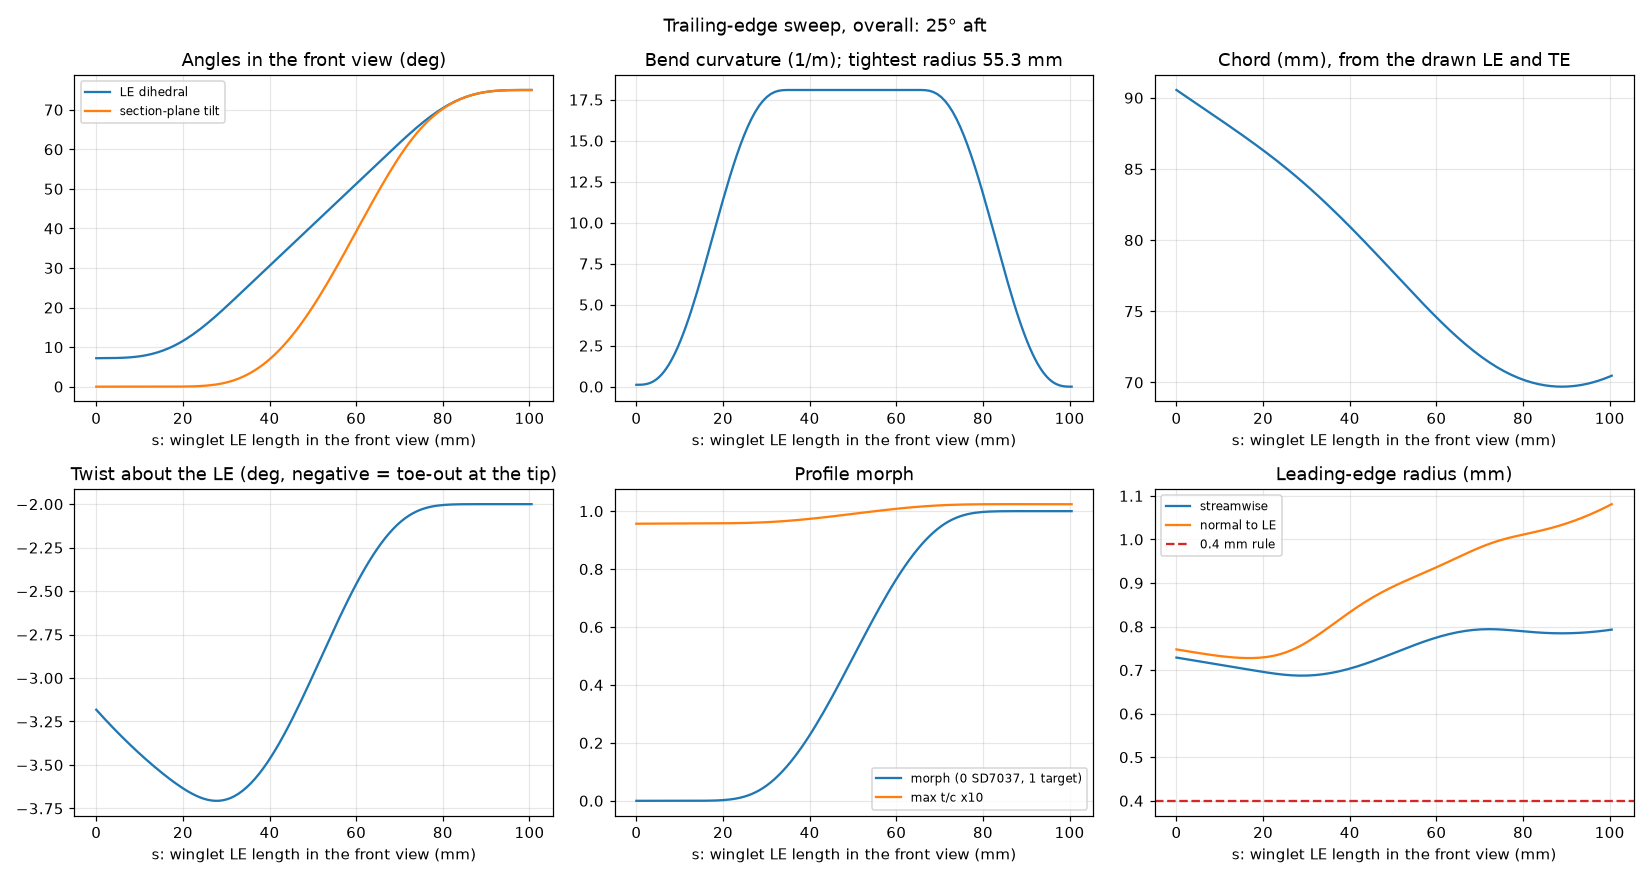 Trailing-edge sweep, overall: 25° aft
Angles in the front view (deg)
LE dihedral
section-plane tilt
70
60
50
40
30
20
10
0
0 20 40 60 80 100
s: winglet LE length in the front view (mm)
Bend curvature (1/m); tightest radius 55.3 mm
17.5
15.0
12.5
10.0
7.5
5.0
2.5
0.0
0 20 40 60 80 100
s: winglet LE length in the front view (mm)
Chord (mm), from the drawn LE and TE
90
85
80
75
70
0 20 40 60 80 100
s: winglet LE length in the front view (mm)
Twist about the LE (deg, negative = toe-out at the tip)
−2.00
−2.25
−2.50
−2.75
−3.00
−3.25
−3.50
−3.75
0 20 40 60 80 100
s: winglet LE length in the front view (mm)
Profile morph
1.0
0.8
0.6
0.4
0.2
0.0
morph (0 SD7037, 1 target)
max t/c x10
0 20 40 60 80 100
s: winglet LE length in the front view (mm)
Leading-edge radius (mm)
streamwise
normal to LE
0.4 mm rule
1.1
1.0
0.9
0.8
0.7
0.6
0.5
0.4
0 20 40 60 80 100
s: winglet LE length in the front view (mm)